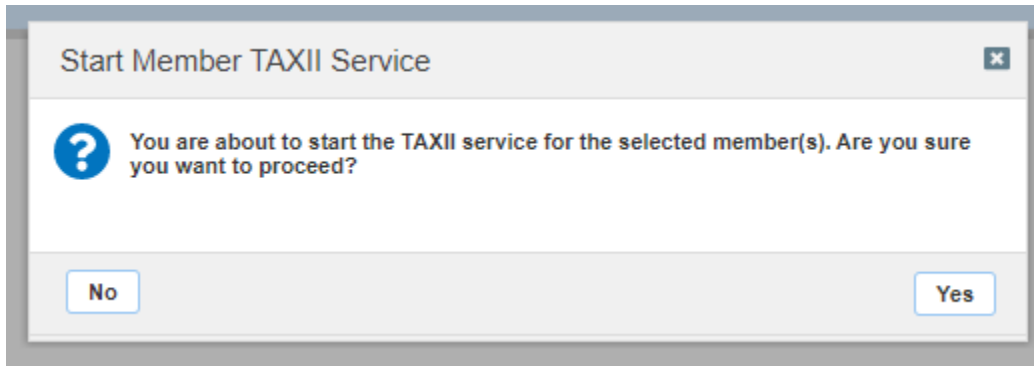 Start Member TAXII Service
You are about to start the TAXII service for the selected member(s). Are you sure
you want to proceed?
No
Yes